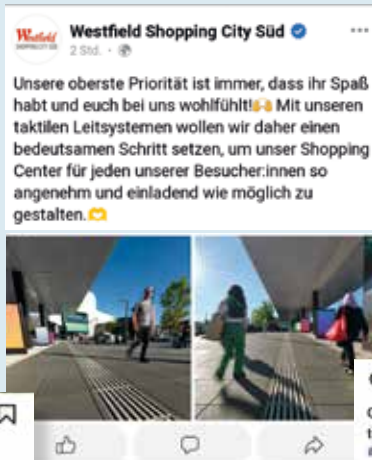 Westfield
SHOPPING CITY SÜD
Westfield Shopping City Süd
2 Std.
Unsere oberste Priorität ist immer, dass ihr Spaß
habt und euch bei uns wohlfühlt!🙌 Mit unseren
taktilen Leitsystemen wollen wir daher einen
bedeutsamen Schritt setzen, um unser Shopping
Center für jeden unserer Besucher:innen so
angenehm und einladend wie möglich zu
gestalten.🫶